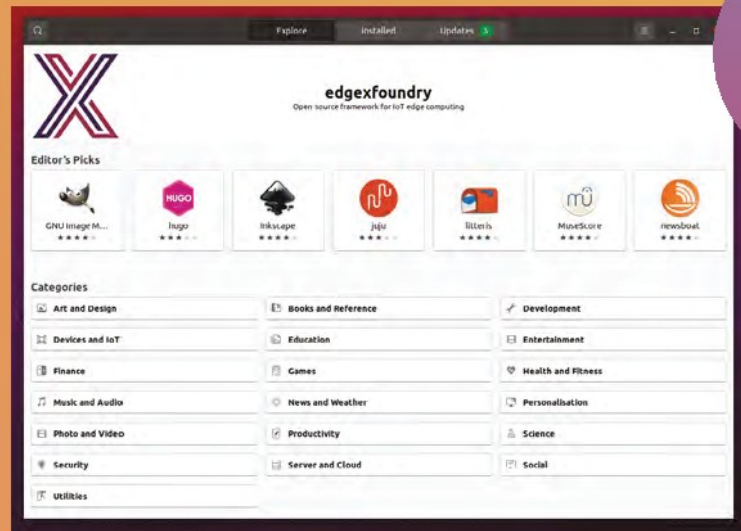 Explore Installed Updates 5
edgexfoundry
Open source framework for IoT edge computing
Editor's Picks
HUGO mü
GNU Image M... hugo Inkscape juju litteris MuseScore newsboat
Categories
Art and Design Books and Reference Development
Devices and IoT Education Entertainment
Finance Games Health and Fitness
Music and Audio News and Weather Personalisation
Photo and Video Productivity Science
Security Server and Cloud Social
Utilities